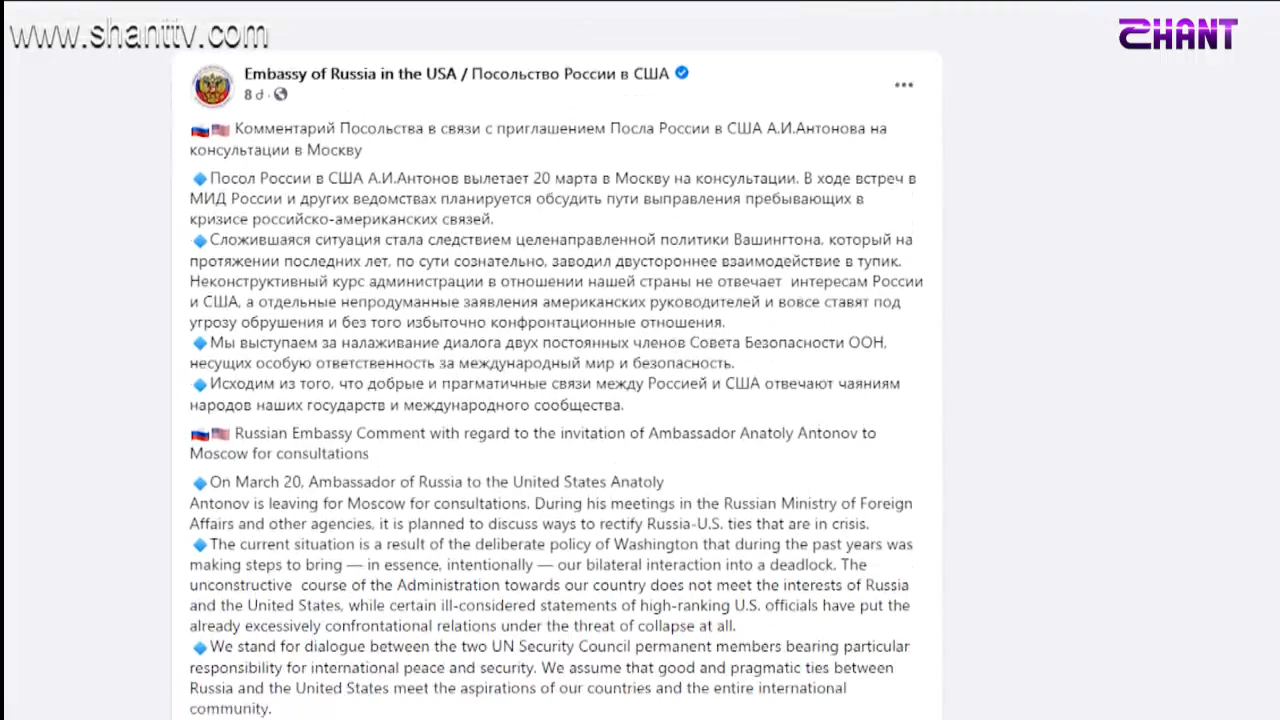 www.shanttv.com
SHANT
Embassy of Russia in the USA / Посольство России в США
8 ժ ·
Комментарий Посольства в связи с приглашением Посла России в США А.И.Антонова на
консультации в Москву
Посол России в США А.И.Антонов вылетает 20 марта в Москву на консультации. В ходе встреч в
МИД России и других ведомствах планируется обсудить пути выправления пребывающих в
кризисе российско-американских связей.
Сложившаяся ситуация стала следствием целенаправленной политики Вашингтона, который на
протяжении последних лет, по сути сознательно, заводил двустороннее взаимодействие в тупик.
Неконструктивный курс администрации в отношении нашей страны не отвечает интересам России
и США, а отдельные непродуманные заявления американских руководителей и вовсе ставят под
угрозу обрушения и без того избыточно конфронтационные отношения.
Мы выступаем за налаживание диалога двух постоянных членов Совета Безопасности ООН,
несущих особую ответственность за международный мир и безопасность.
Исходим из того, что добрые и прагматичные связи между Россией и США отвечают чаяниям
народов наших государств и международного сообщества.
Russian Embassy Comment with regard to the invitation of Ambassador Anatoly Antonov to
Moscow for consultations
On March 20, Ambassador of Russia to the United States Anatoly
Antonov is leaving for Moscow for consultations. During his meetings in the Russian Ministry of Foreign
Affairs and other agencies, it is planned to discuss ways to rectify Russia-U.S. ties that are in crisis.
The current situation is a result of the deliberate policy of Washington that during the past years was
making steps to bring — in essence, intentionally — our bilateral interaction into a deadlock. The
unconstructive course of the Administration towards our country does not meet the interests of Russia
and the United States, while certain ill-considered statements of high-ranking U.S. officials have put the
already excessively confrontational relations under the threat of collapse at all.
We stand for dialogue between the two UN Security Council permanent members bearing particular
responsibility for international peace and security. We assume that good and pragmatic ties between
Russia and the United States meet the aspirations of our countries and the entire international
community.